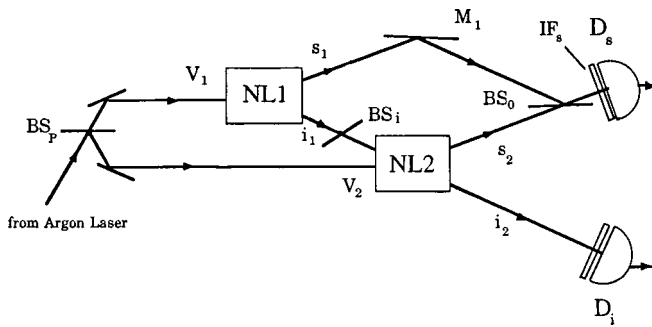 M₁
IFₛ
Dₛ
s₁
V₁
NL1
BS₀
BSᵢ
i₁
BSₚ
NL2
s₂
V₂
from Argon Laser
i₂
Dᵢ